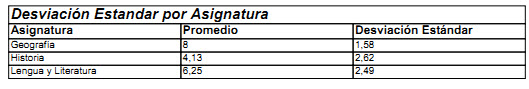 Desviación Estandar por Asignatura
Asignatura Promedio Desviación Estándar
Geografía 8 1,58
Historia 4,13 2,62
Lengua y Literatura 6,25 2,49